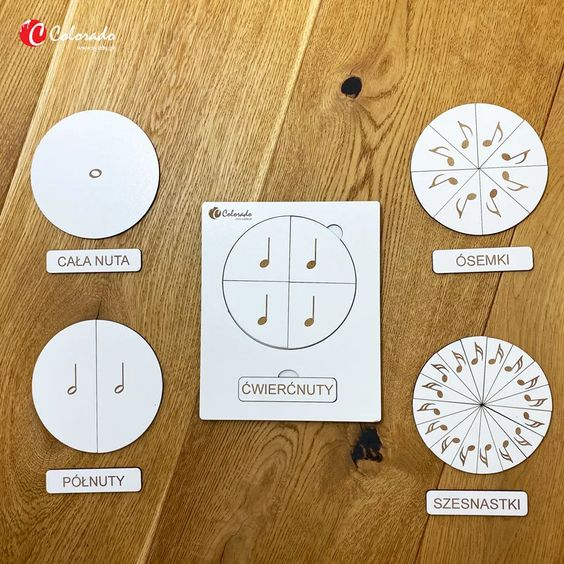 Colorado
CAŁA NUTA
Colorado
ĆWIERĆNUTY
ÓSEMKI
PÓŁNUTY
SZESNASTKI